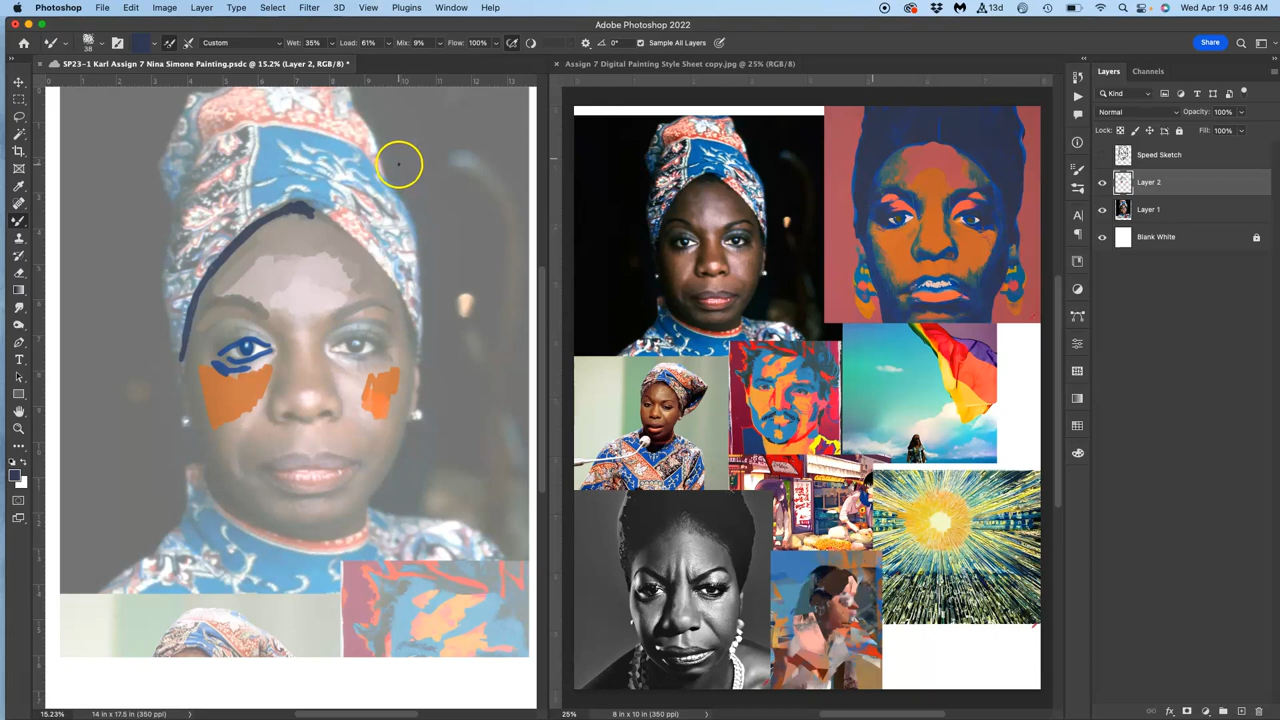 Photoshop File Edit Image Layer Type Select Filter 3D View Plugins Window Help 13d Wed Apr 19 9:46 AM
Adobe Photoshop 2022
38 Custom Wet: 35% Load: 61% Mix: 9% Flow: 100% 0° Sample All Layers Share
SP23-1 Karl Assign 7 Nina Simone Painting.psdc @ 15.2% (Layer 2, RGB/8) *
Assign 7 Digital Painting Style Sheet copy.jpg @ 25% (RGB/8)
Layers Channels
Kind
Normal Opacity: 100%
Lock: Fill: 100%
Speed Sketch
Layer 2
Layer 1
Blank White
15.23% 14 in x 17.5 in (350 ppi)
25% 8 in x 10 in (350 ppi)